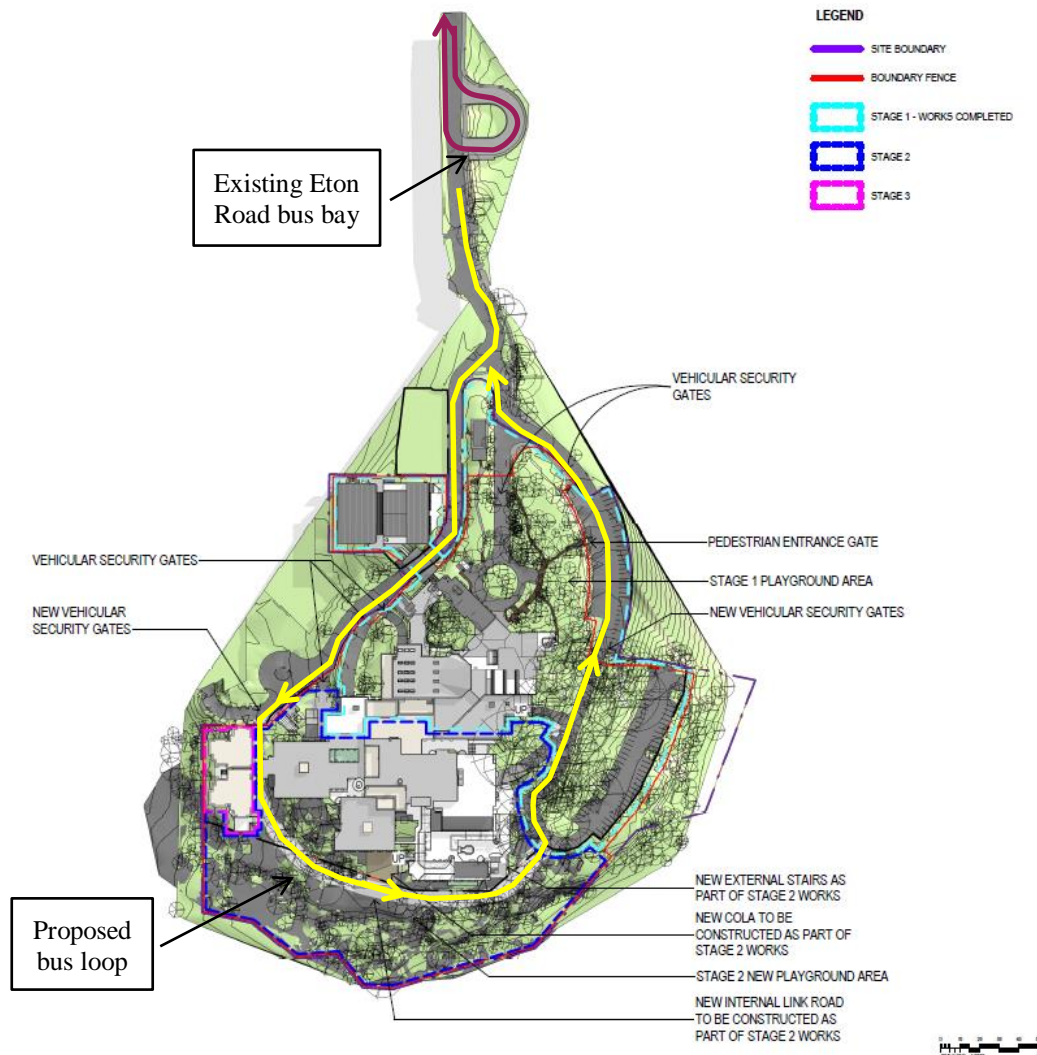 LEGEND
SITE BOUNDARY
BOUNDARY FENCE
STAGE 1 - WORKS COMPLETED
STAGE 2
STAGE 3
Existing Eton
Road bus bay
VEHICULAR SECURITY
GATES
VEHICULAR SECURITY GATES
NEW VEHICULAR
SECURITY GATES
PEDESTRIAN ENTRANCE GATE
STAGE 1 PLAYGROUND AREA
NEW VEHICULAR SECURITY GATES
UP
UP
Proposed
bus loop
NEW EXTERNAL STAIRS AS
PART OF STAGE 2 WORKS
NEW COLA TO BE
CONSTRUCTED AS PART OF
STAGE 2 WORKS
STAGE 2 NEW PLAYGROUND AREA
NEW INTERNAL LINK ROAD
TO BE CONSTRUCTED AS
PART OF STAGE 2 WORKS